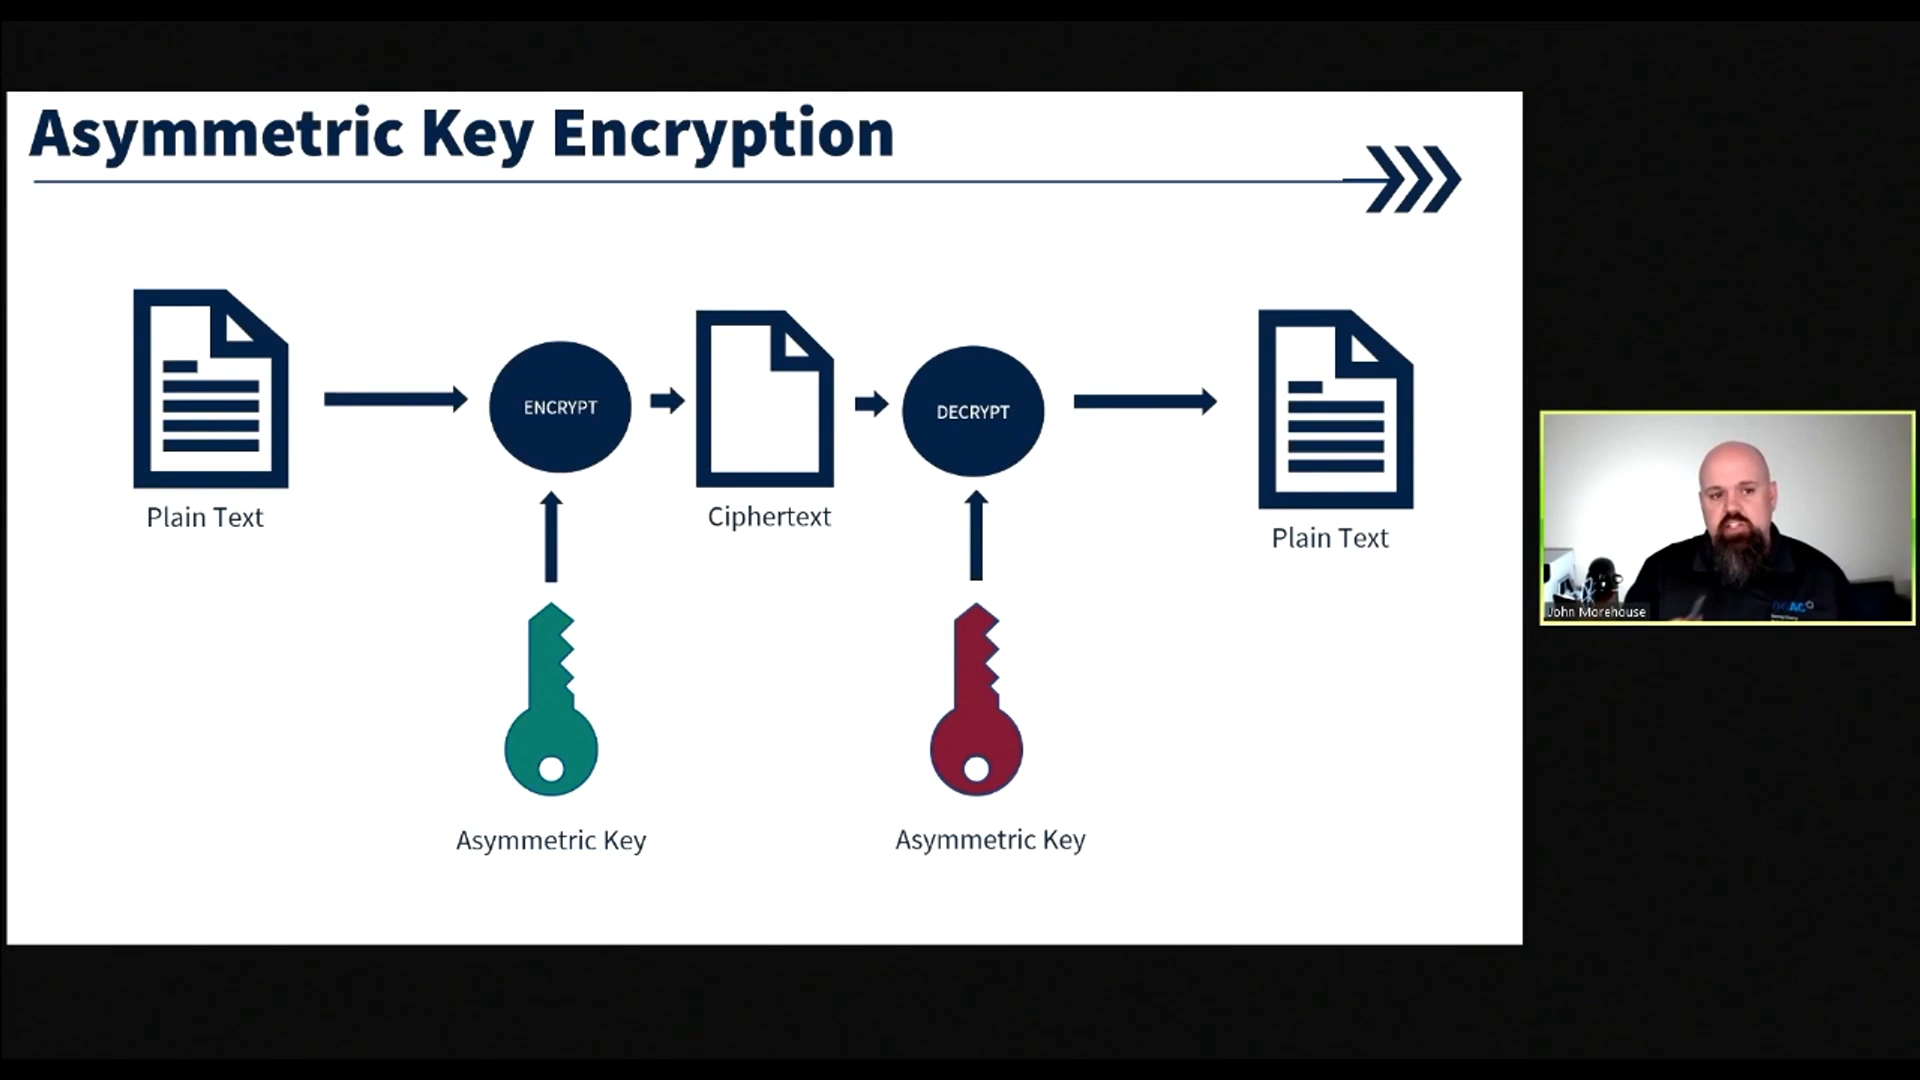 Asymmetric Key Encryption
ENCRYPT
DECRYPT
Plain Text
Ciphertext
Plain Text
Asymmetric Key
Asymmetric Key
John Morehouse